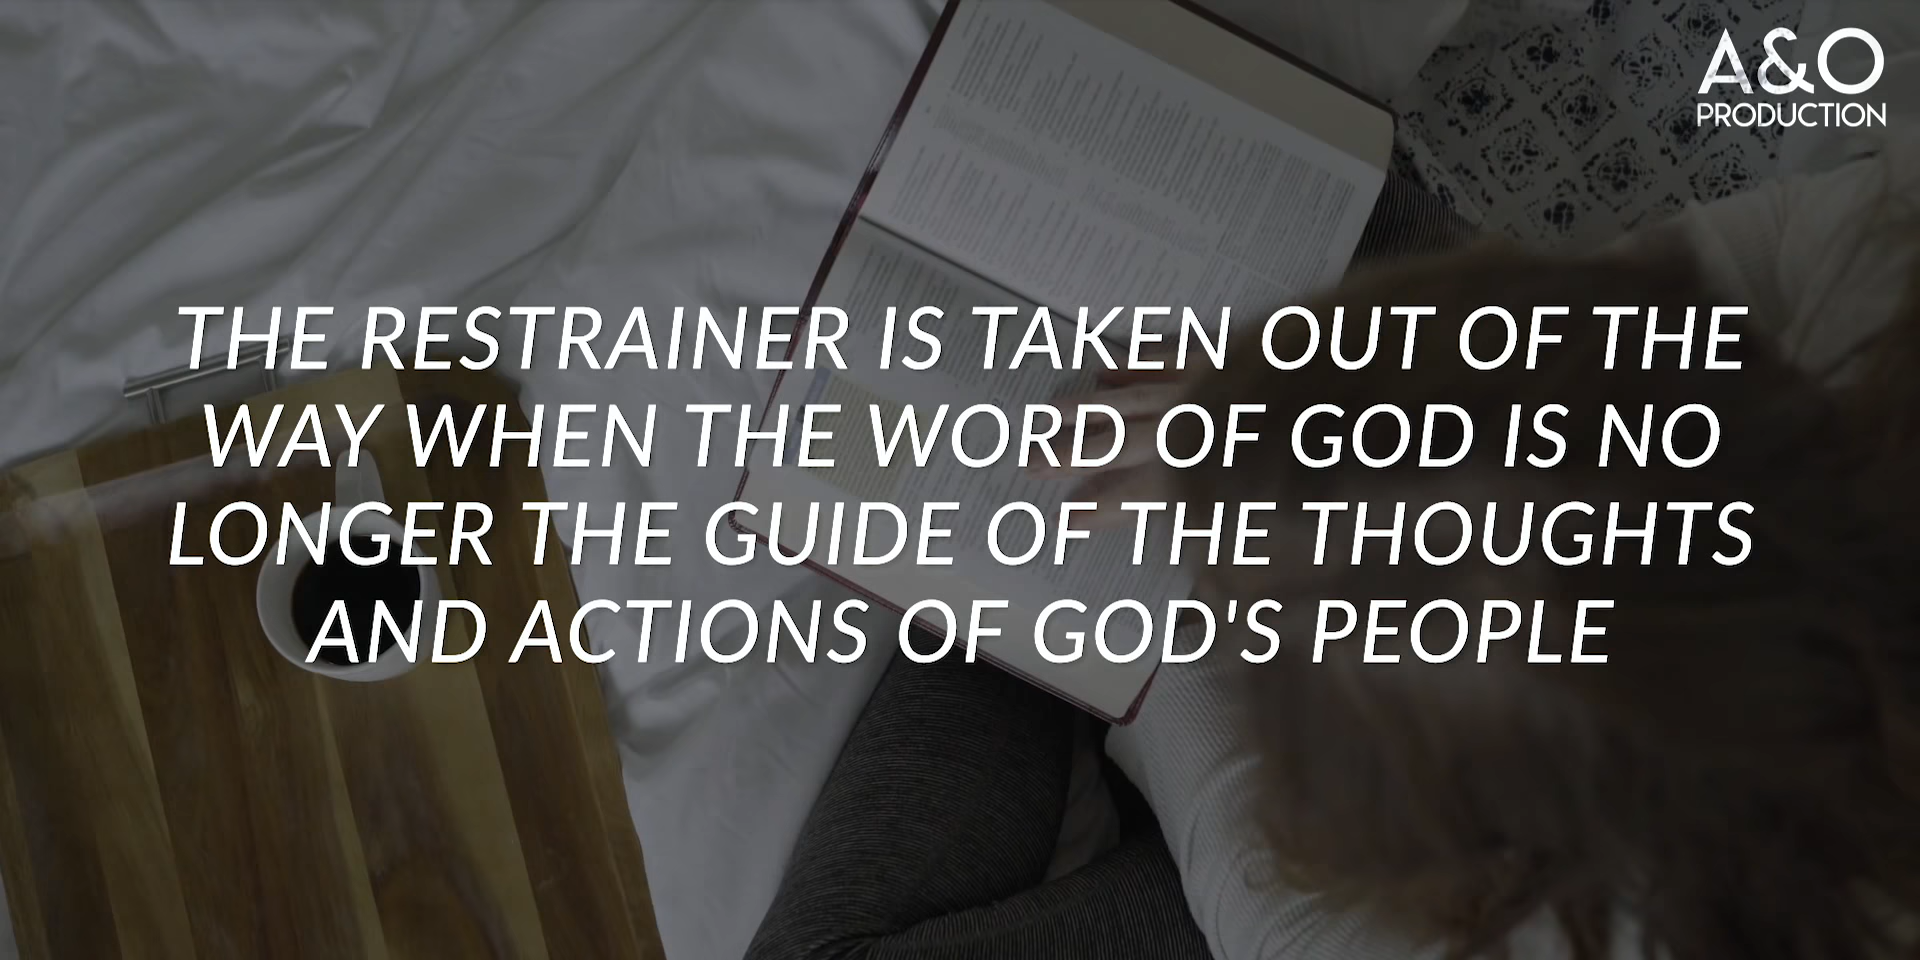 A&O
PRODUCTION
THE RESTRAINER IS TAKEN OUT OF THE
WAY WHEN THE WORD OF GOD IS NO
LONGER THE GUIDE OF THE THOUGHTS
AND ACTIONS OF GOD'S PEOPLE